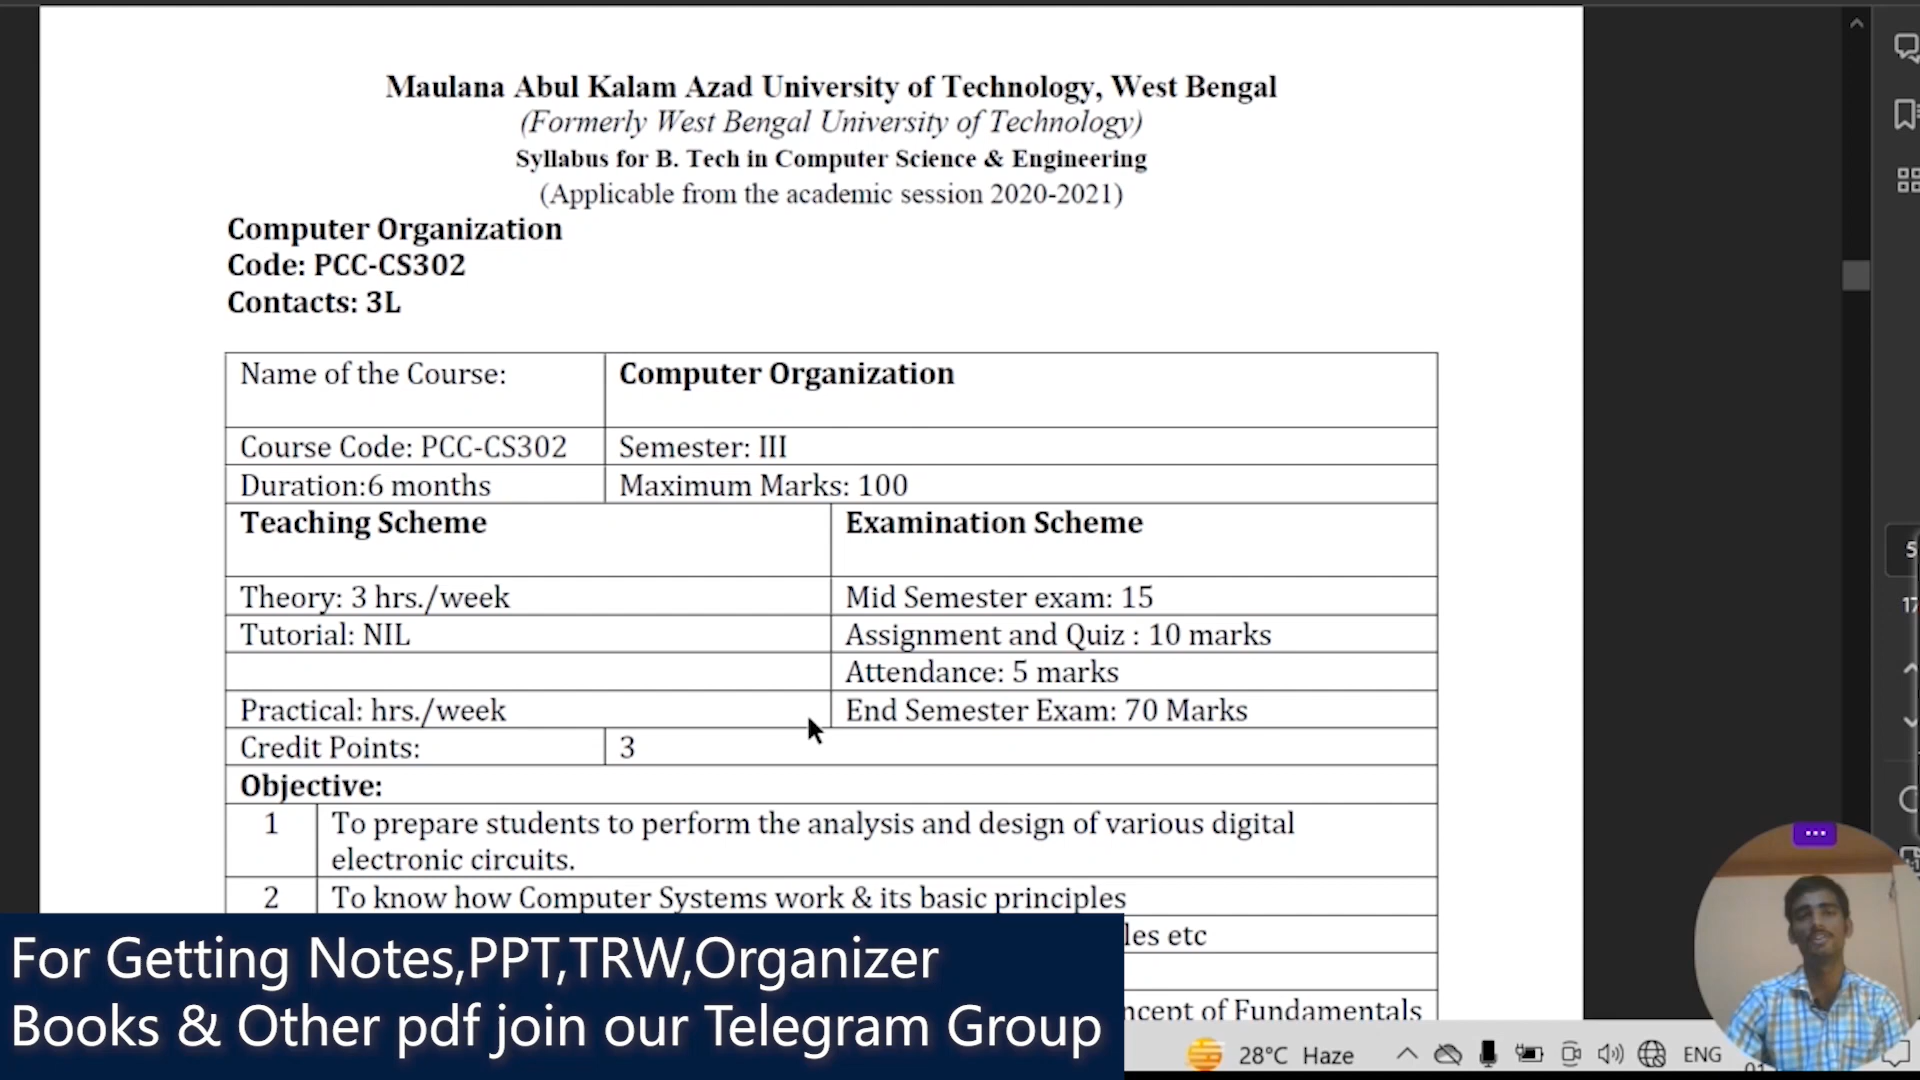 Maulana Abul Kalam Azad University of Technology, West Bengal
(Formerly West Bengal University of Technology)
Syllabus for B. Tech in Computer Science & Engineering
(Applicable from the academic session 2020-2021)
Computer Organization
Code: PCC-CS302
Contacts: 3L
Name of the Course: Computer Organization
Course Code: PCC-CS302 Semester: III
Duration:6 months Maximum Marks: 100
Teaching Scheme Examination Scheme
Theory: 3 hrs./week Mid Semester exam: 15
Tutorial: NIL Assignment and Quiz : 10 marks
Attendance: 5 marks
Practical: hrs./week End Semester Exam: 70 Marks
Credit Points: 3
Objective:
1 To prepare students to perform the analysis and design of various digital
electronic circuits.
2 To know how Computer Systems work & its basic principles
les etc
ncept of Fundamentals
For Getting Notes,PPT,TRW,Organizer
Books & Other pdf join our Telegram Group
28°C Haze
ENG
5
17